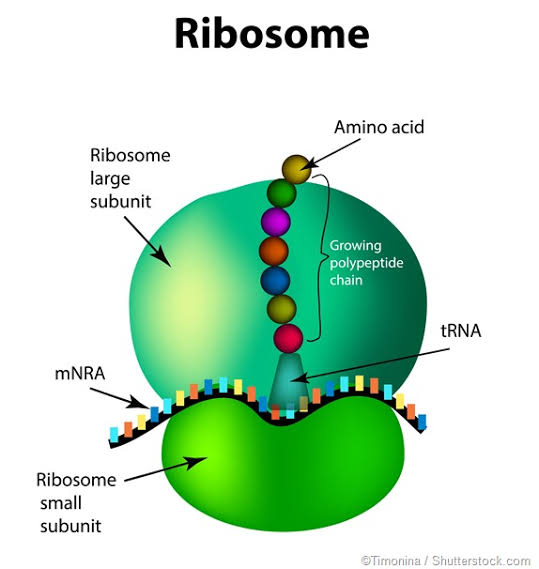 Ribosome
Amino acid
Ribosome
large
subunit
Growing
polypeptide
chain
tRNA
mNRA
Ribosome
small
subunit
©Timonina / Shutterstock.com